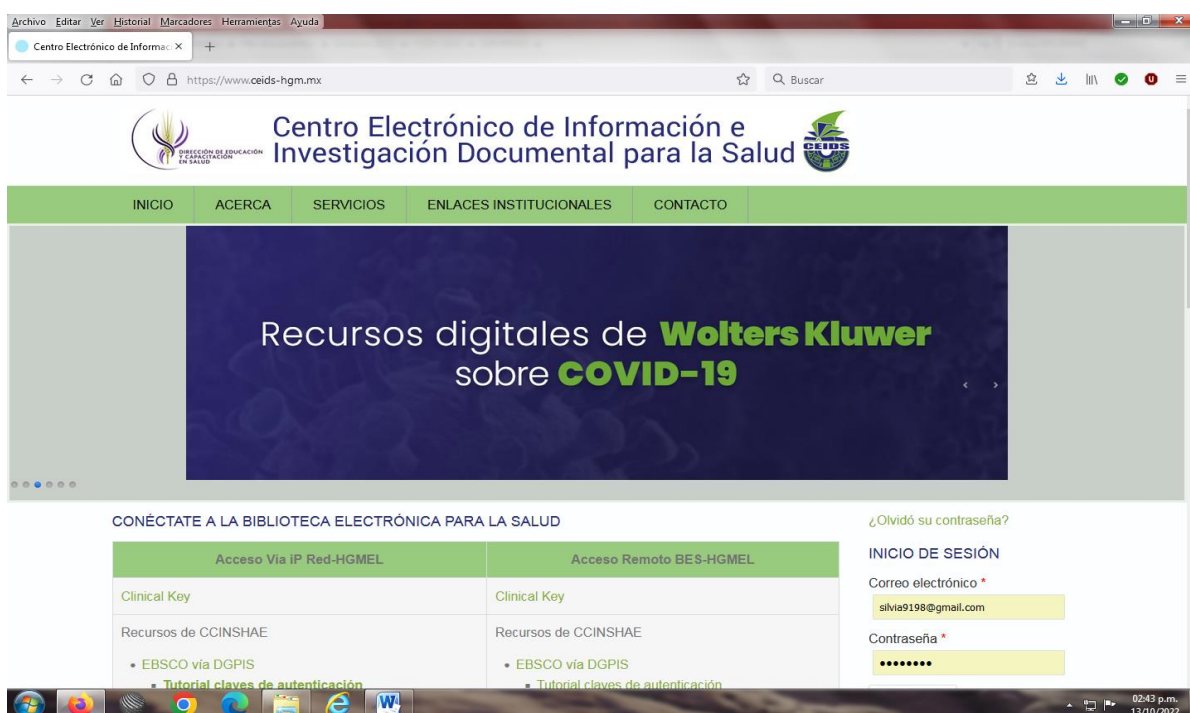 Archivo Editar Ver Historial Marcadores Herramientas Ayuda
Centro Electrónico de Informac
https://www.ceids-hgm.mx
Buscar
DIRECCIÓN DE EDUCACIÓN
Y CAPACITACIÓN
EN SALUD
Centro Electrónico de Información e
Investigación Documental para la Salud
CEIDS
INICIO ACERCA SERVICIOS ENLACES INSTITUCIONALES CONTACTO
Recursos digitales de Wolters Kluwer
sobre COVID-19
CONÉCTATE A LA BIBLIOTECA ELECTRÓNICA PARA LA SALUD
¿Olvidó su contraseña?
Acceso Via iP Red-HGMEL Acceso Remoto BES-HGMEL
INICIO DE SESIÓN
Correo electrónico *
Clinical Key Clinical Key
silvia9198@gmail.com
Recursos de CCINSHAE Recursos de CCINSHAE
Contraseña *
• EBSCO vía DGPIS • EBSCO vía DGPIS
▪ Tutorial claves de autenticación ▪ Tutorial claves de autenticación
02:43 p.m.
13/10/2022